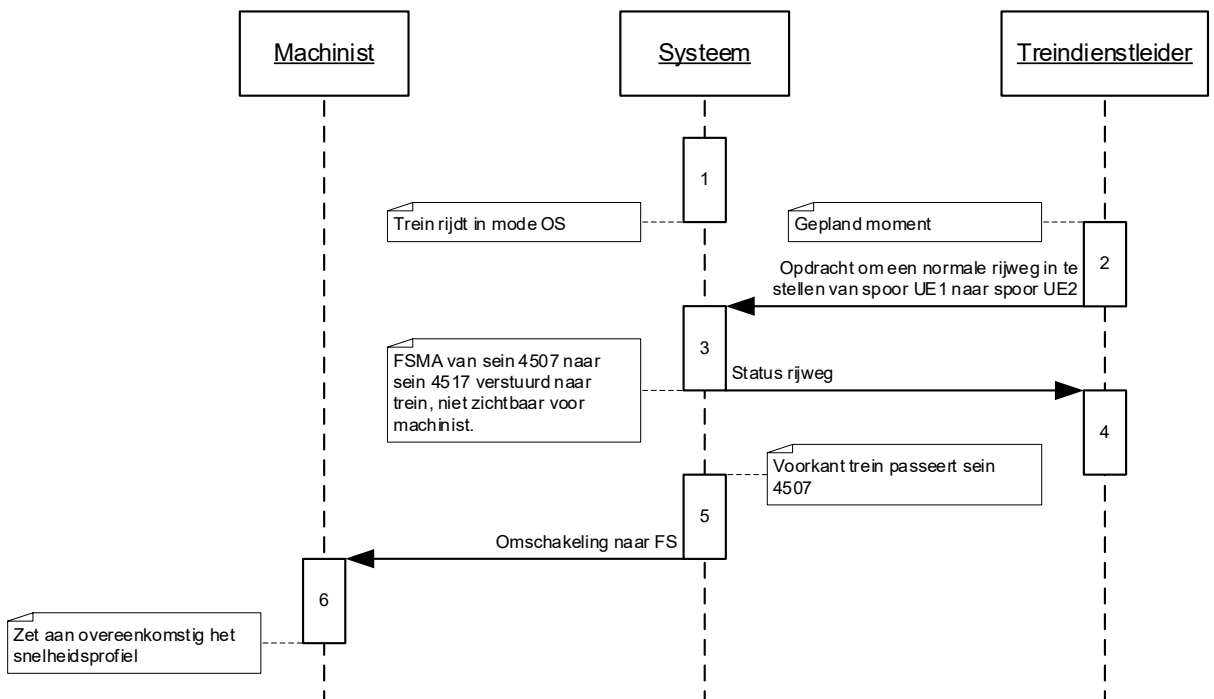 Machinist
Systeem
Treindienstleider
1
Trein rijdt in mode OS
Gepland moment
2
Opdracht om een normale rijweg in te
stellen van spoor UE1 naar spoor UE2
3
FSMA van sein 4507 naar
sein 4517 verstuurd naar
trein, niet zichtbaar voor
machinist.
Status rijweg
4
Voorkant trein passeert sein
4507
5
Omschakeling naar FS
6
Zet aan overeenkomstig het
snelheidsprofiel